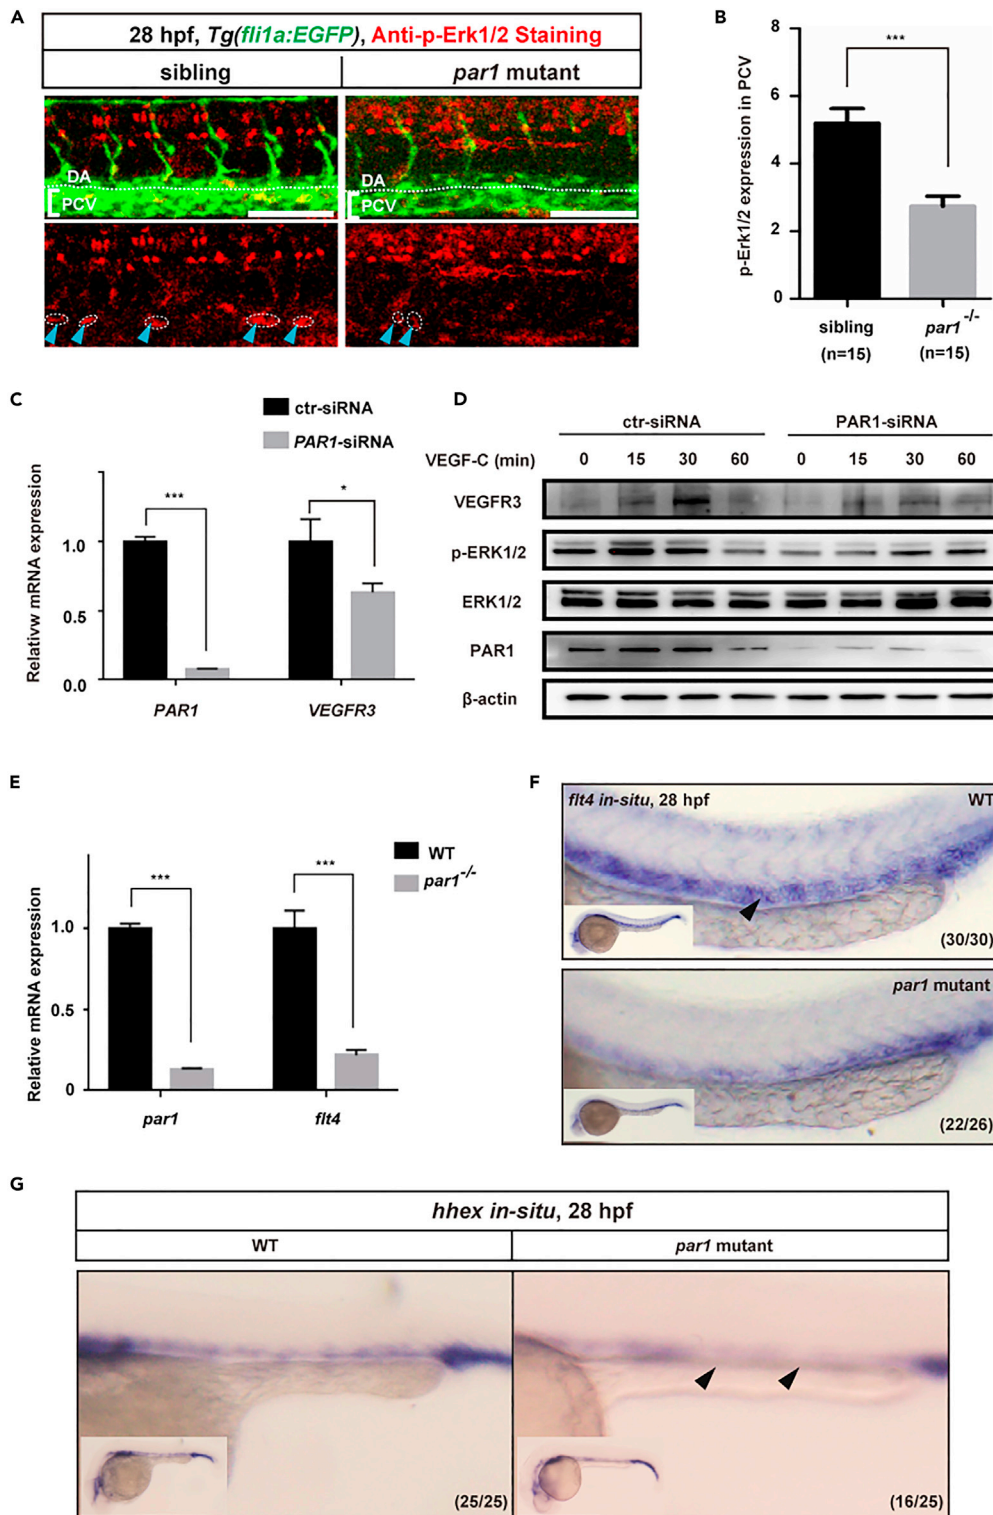 A
28 hpf, Tg(fli1a:EGFP), Anti-p-Erk1/2 Staining
sibling
par1 mutant
DA
PCV
DA
PCV
B
p-Erk1/2 expression in PCV
8
6
4
2
0
***
sibling
(n=15)
par1 -/-
(n=15)
C
ctr-siRNA
PAR1-siRNA
Relativw mRNA expression
1.0
0.5
0.0
***
*
PAR1
VEGFR3
D
ctr-siRNA
PAR1-siRNA
VEGF-C (min)
0 15 30 60 0 15 30 60
VEGFR3
p-ERK1/2
ERK1/2
PAR1
β-actin
E
WT
par1 -/-
Relative mRNA expression
1.0
0.5
0
***
***
par1
flt4
F
flt4 in-situ, 28 hpf
WT
(30/30)
par1 mutant
(22/26)
G
hhex in-situ, 28 hpf
WT
par1 mutant
(25/25)
(16/25)